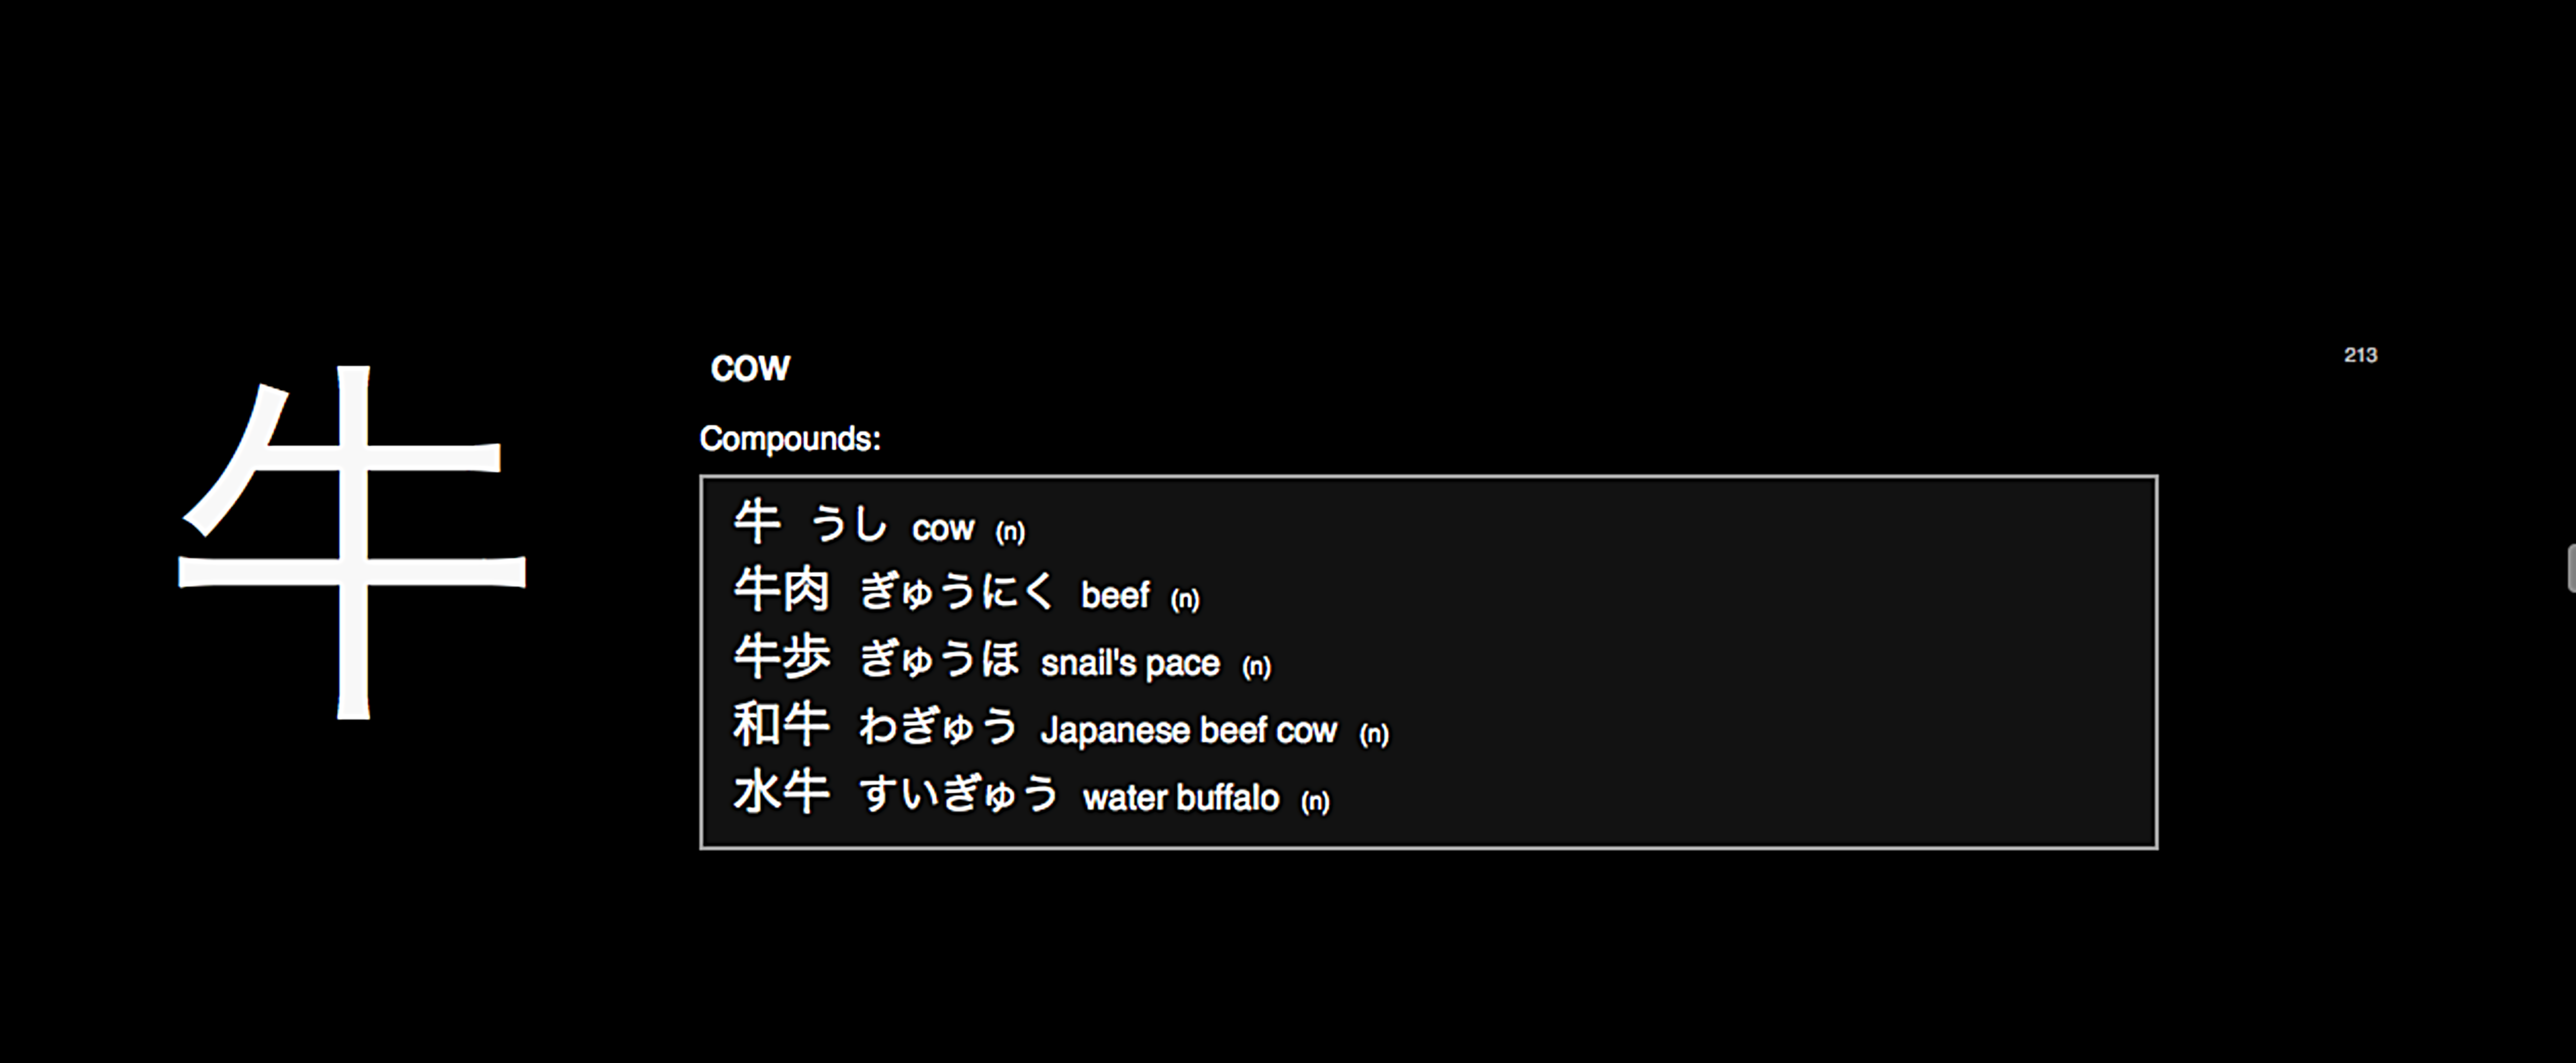 牛
cow
213
Compounds:
牛 うし cow (n)
牛肉 ぎゅうにく beef (n)
牛歩 ぎゅうほ snail's pace (n)
和牛 わぎゅう Japanese beef cow (n)
水牛 すいぎゅう water buffalo (n)